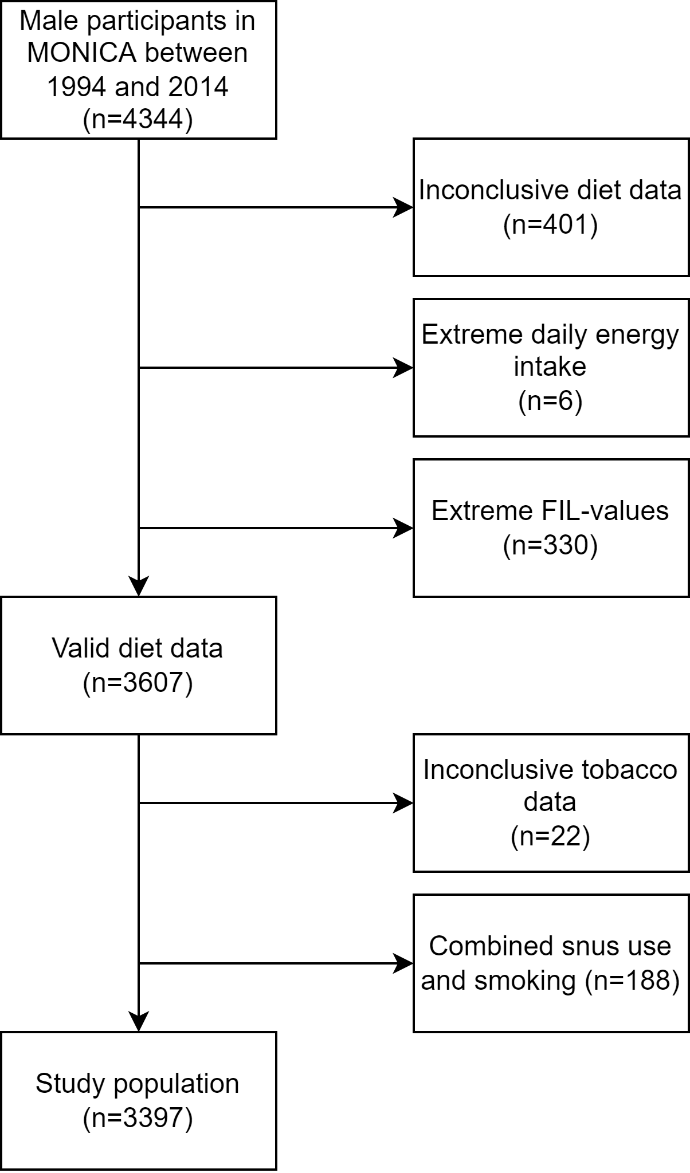 Male participants in
MONICA between
1994 and 2014
(n=4344)
Inconclusive diet data
(n=401)
Extreme daily energy
intake
(n=6)
Extreme FIL-values
(n=330)
Valid diet data
(n=3607)
Inconclusive tobacco
data
(n=22)
Combined snus use
and smoking (n=188)
Study population
(n=3397)